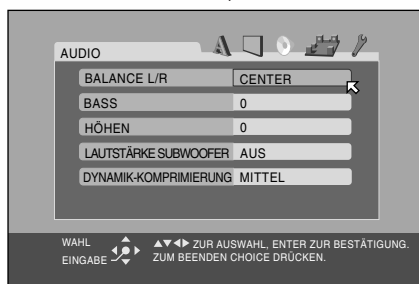 AUDIO
BALANCE L/R CENTER
BASS 0
HÖHEN 0
LAUTSTÄRKE SUBWOOFER AUS
DYNAMIK-KOMPRIMIERUNG MITTEL
WAHL ▲▼◀▶ ZUR AUSWAHL, ENTER ZUR BESTÄTIGUNG.
EINGABE ZUM BEENDEN CHOICE DRÜCKEN.